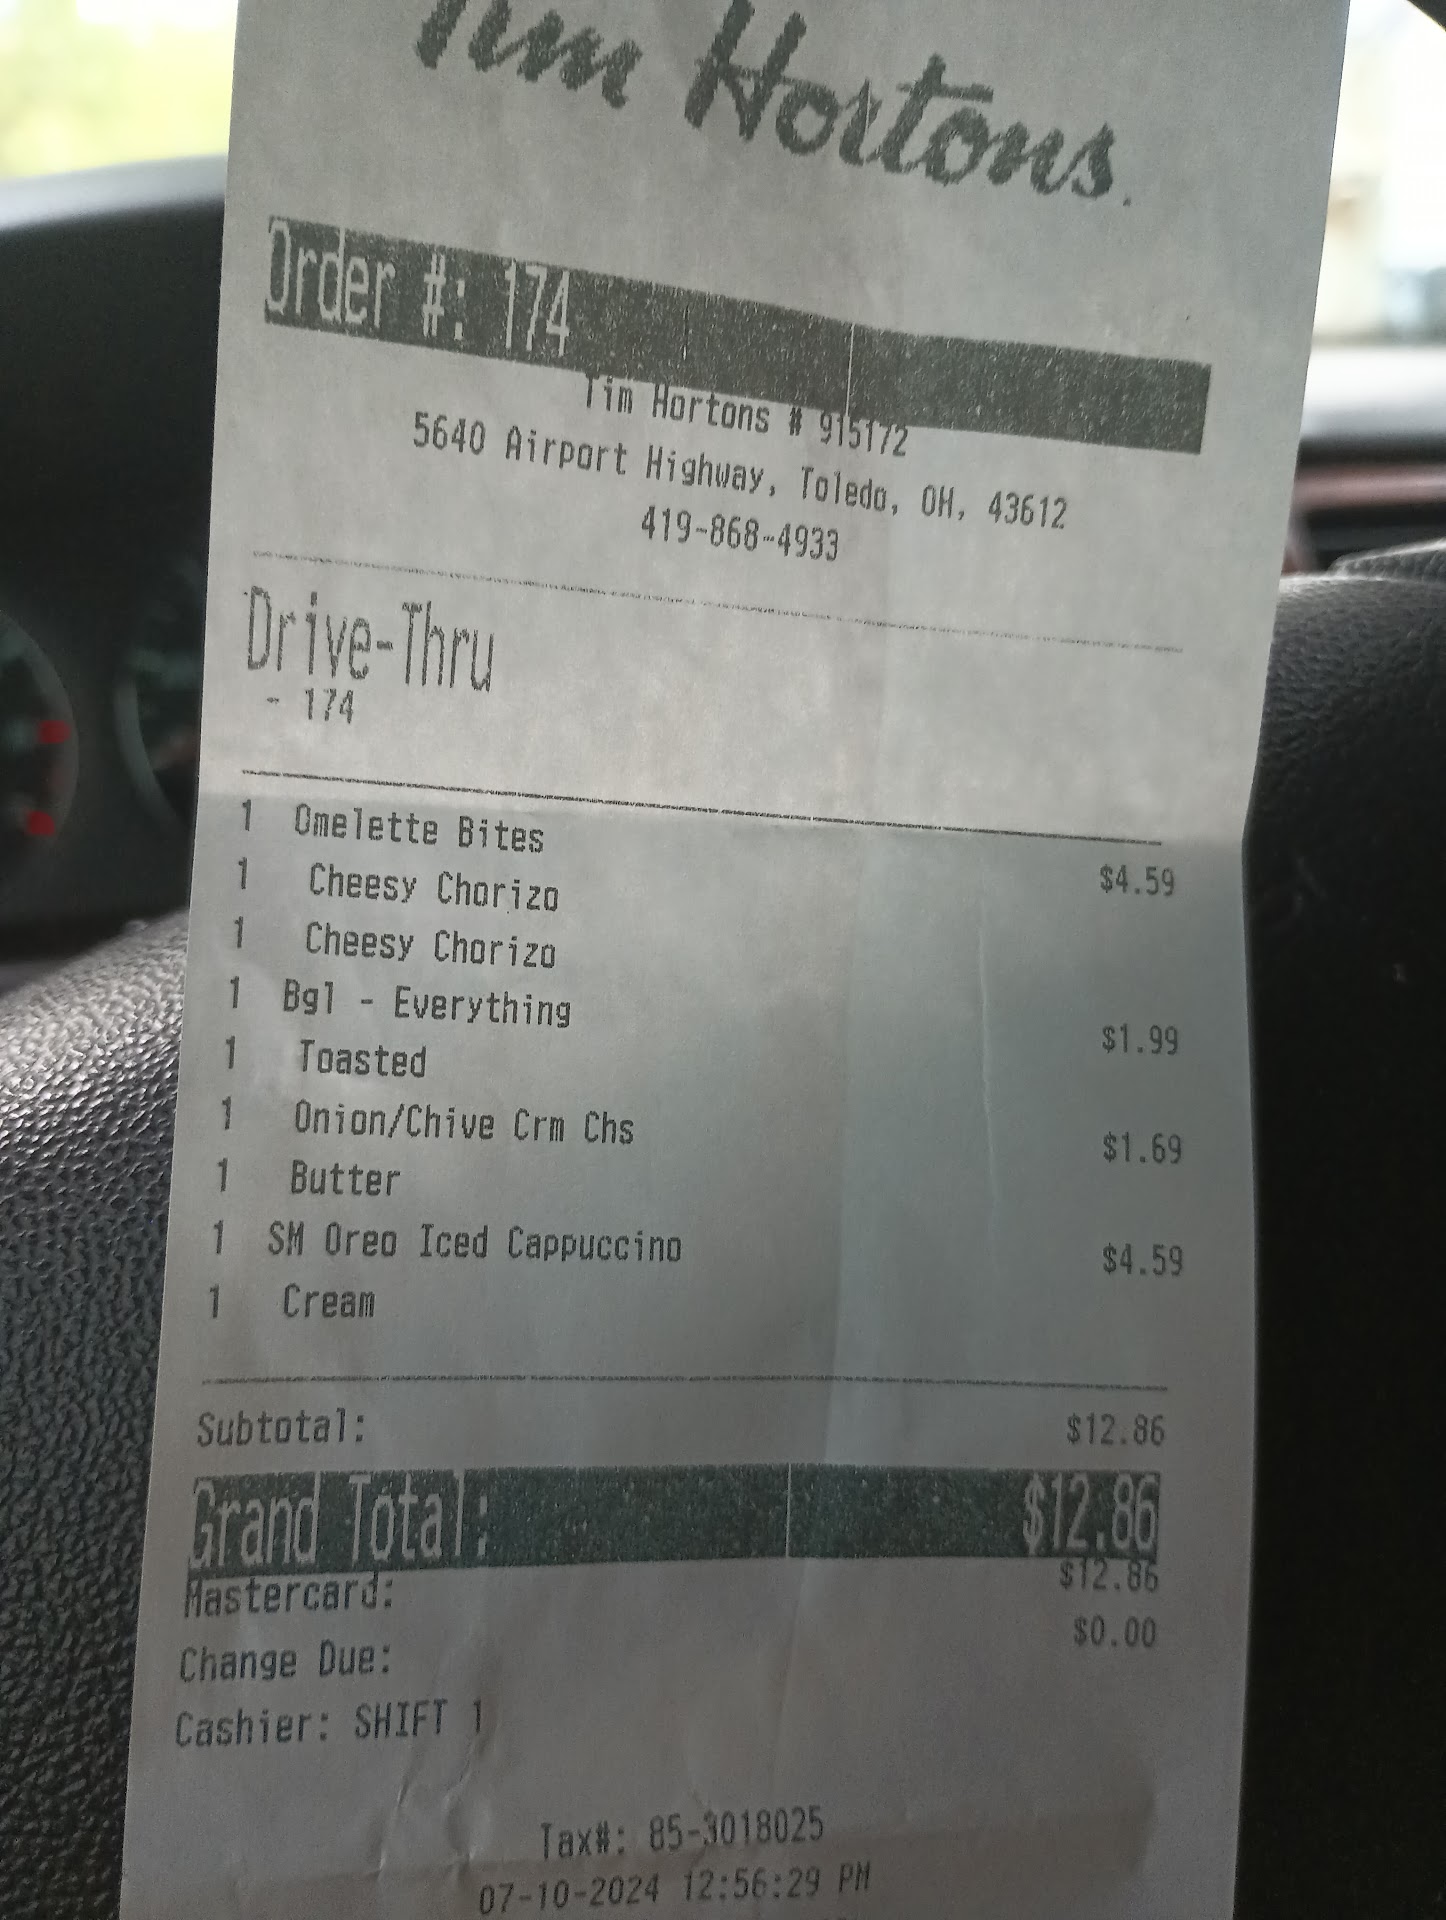 Tim Hortons.
Order #: 174
Tim Hortons # 915172
5640 Airport Highway, Toledo, OH, 43612
419-868-4933
Drive-Thru
- 174
1 Omelette Bites $4.59
1 Cheesy Chorizo
1 Cheesy Chorizo
1 Bgl - Everything $1.99
1 Toasted
1 Onion/Chive Crm Chs $1.69
1 Butter
1 SM Oreo Iced Cappuccino $4.59
1 Cream
Subtotal: $12.86
Grand Total: $12.86
Mastercard: $12.86
Change Due: $0.00
Cashier: SHIFT 1
Tax#: 85-3018025
07-10-2024 12:56:29 PM